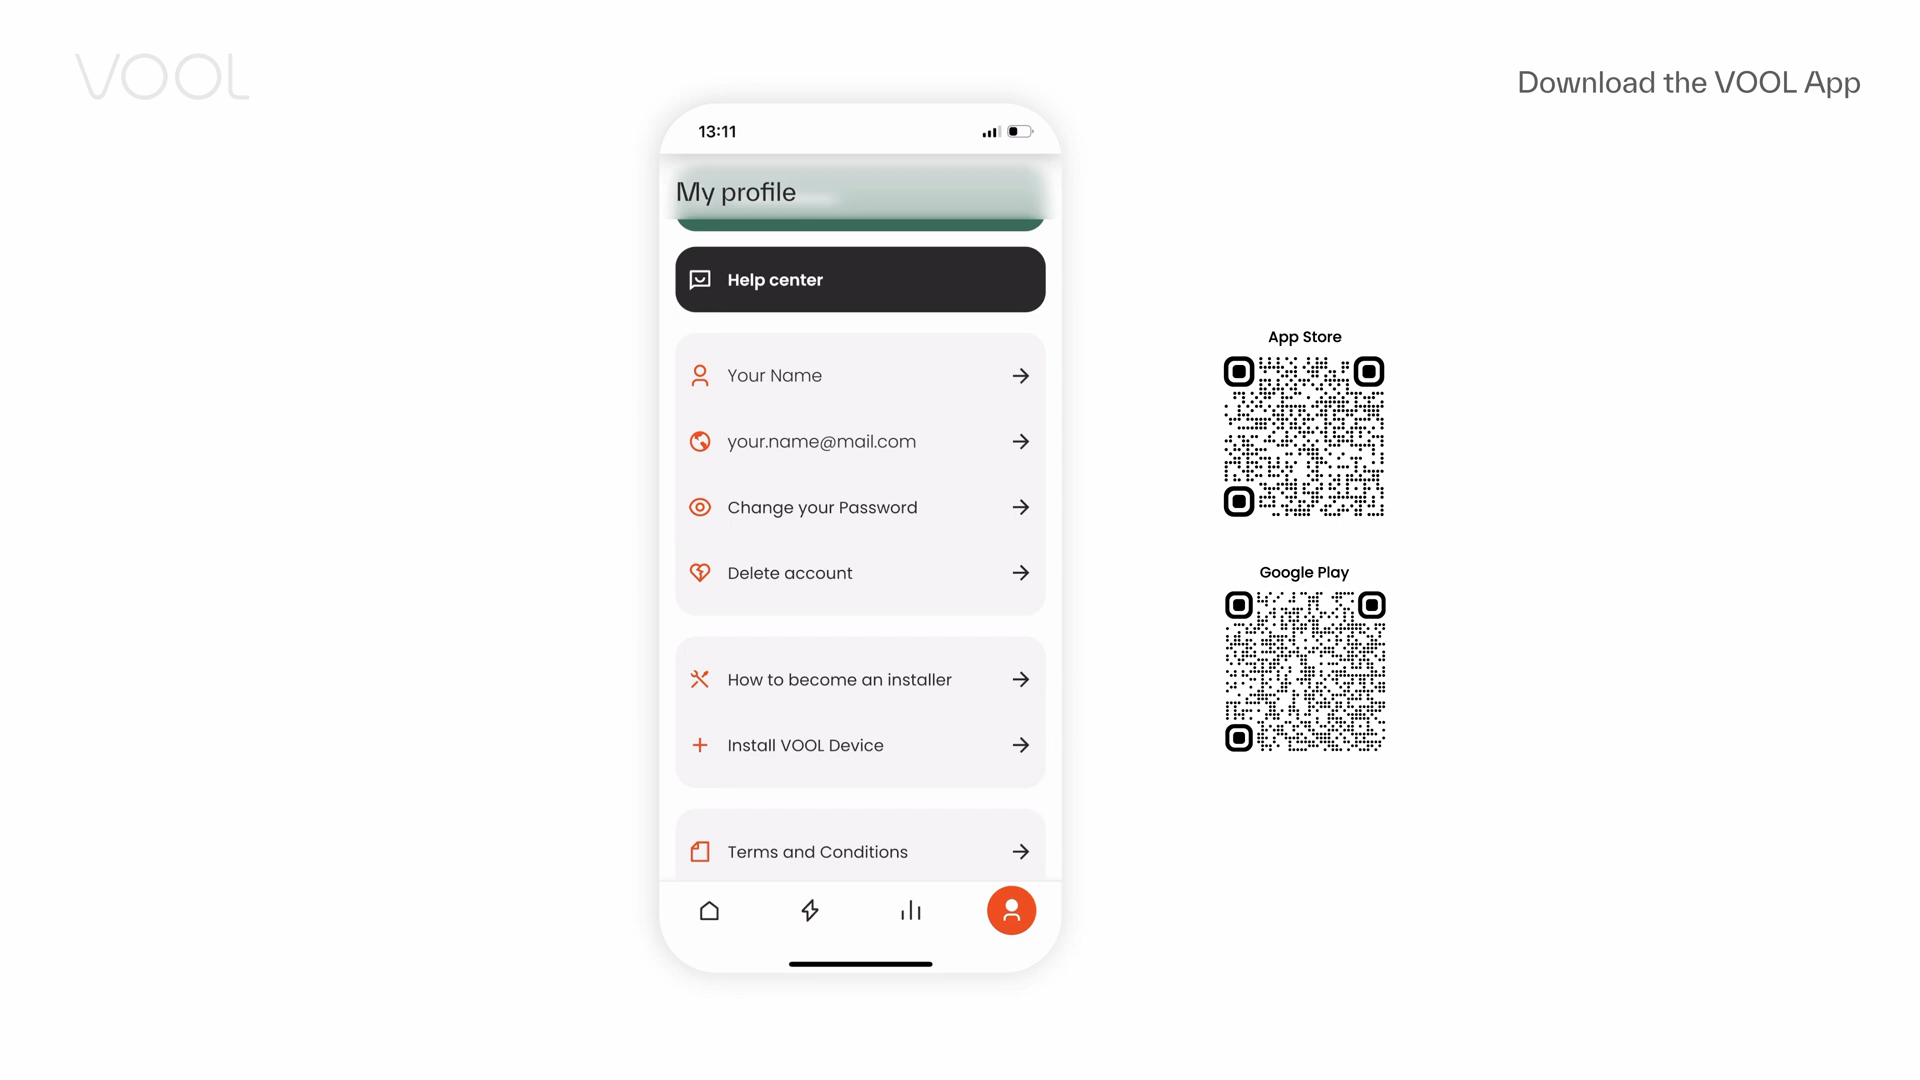 VOOL
Download the VOOL App
13:11
My profile
Help center
Your Name
your.name@mail.com
Change your Password
Delete account
How to become an installer
Install VOOL Device
Terms and Conditions
App Store
Google Play